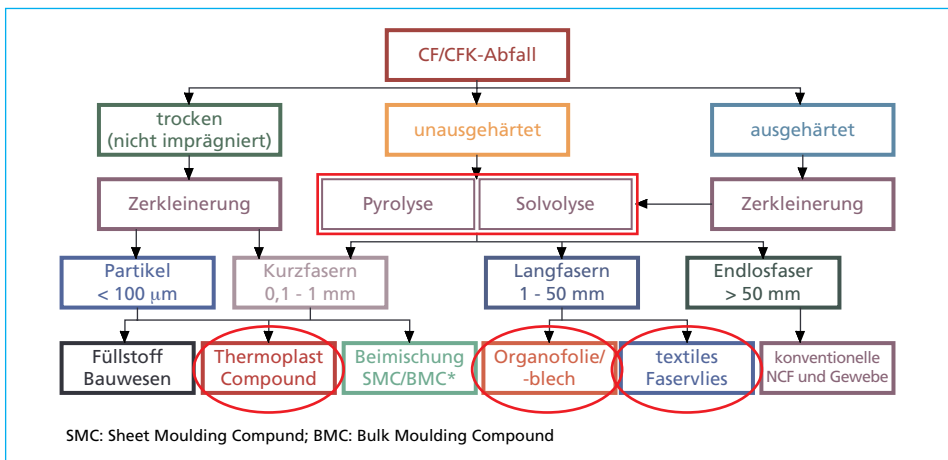 CF/CFK-Abfall
trocken
(nicht imprägniert)
unausgehärtet
ausgehärtet
Zerkleinerung
Pyrolyse
Solvolyse
Zerkleinerung
Partikel
< 100 µm
Kurzfasern
0,1 - 1 mm
Langfasern
1 - 50 mm
Endlosfaser
> 50 mm
Füllstoff
Bauwesen
Thermoplast
Compound
Beimischung
SMC/BMC*
Organofolie/
-blech
textiles
Faservlies
konventionelle
NCF und Gewebe
SMC: Sheet Moulding Compund; BMC: Bulk Moulding Compound